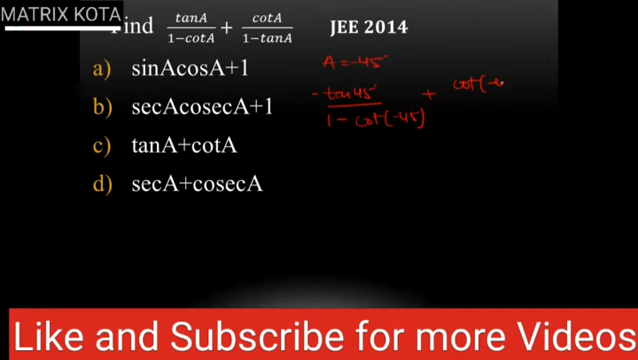 MATRIX KOTA
Find tanA/(1−cotA) + cotA/(1−tanA) JEE 2014
a) sinAcosA+1
b) secAcosecA+1
c) tanA+cotA
d) secA+cosecA
A = -45°
-tan45°/(1 - cot(-45)) + cot(-
Like and Subscribe for more Videos